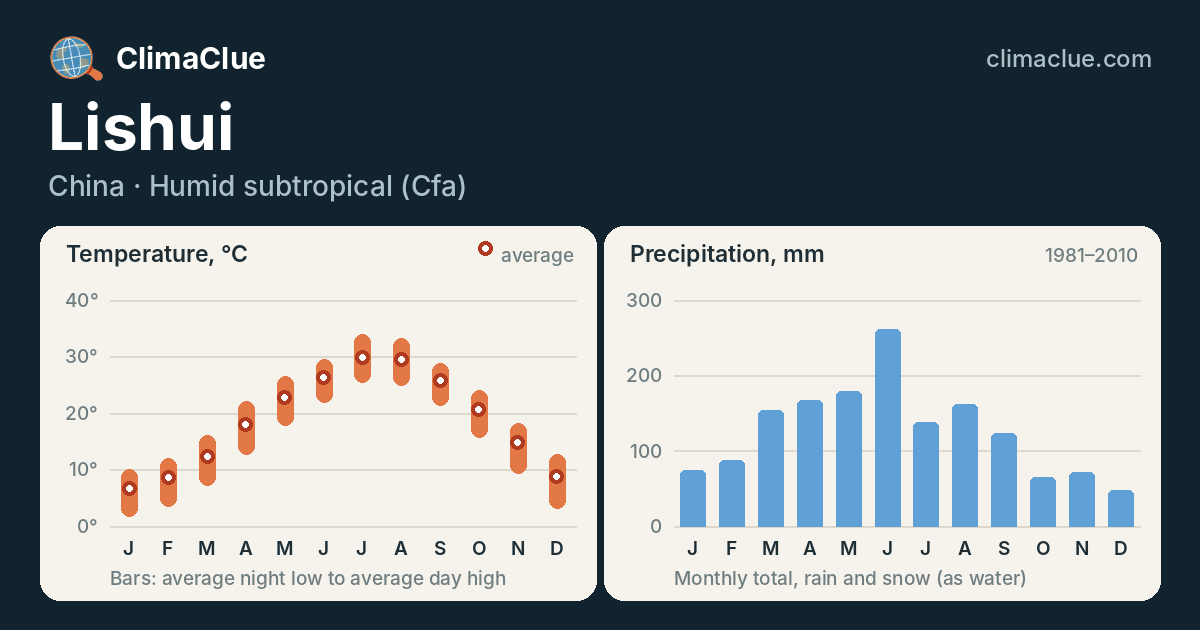 ClimaClue
climaclue.com
Lishui
China · Humid subtropical (Cfa)
Temperature, °C
average
40°
30°
20°
10°
0°
J F M A M J J A S O N D
Bars: average night low to average day high
Precipitation, mm
1981–2010
300
200
100
0
J F M A M J J A S O N D
Monthly total, rain and snow (as water)